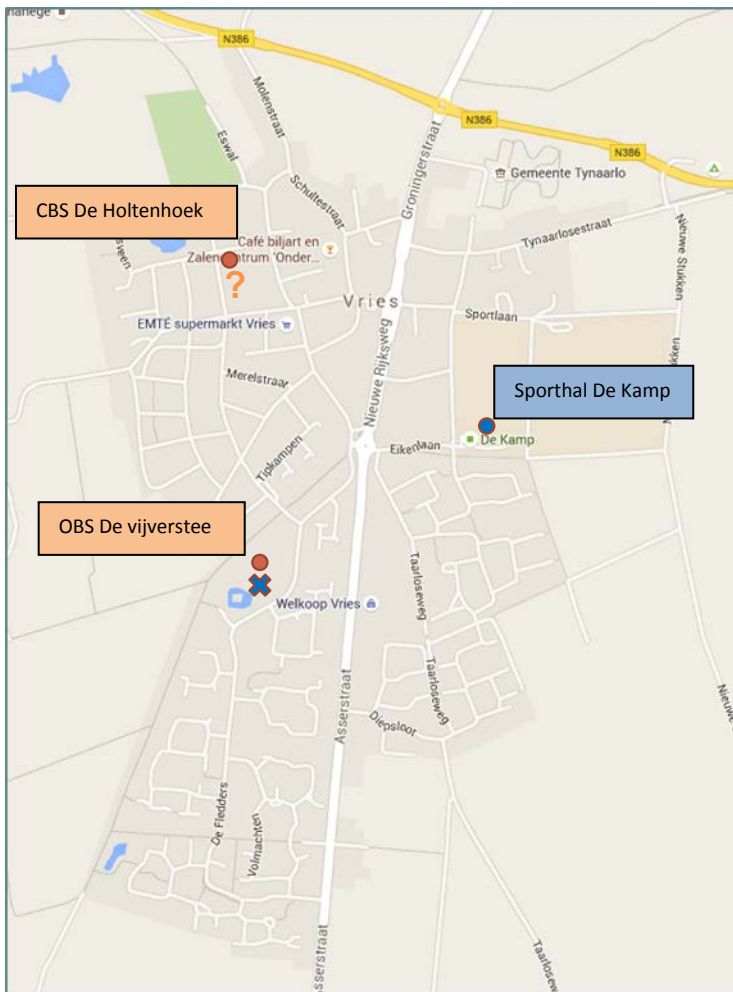 N386
Molenstraat
Eswal
N386
N386
Groningerstraat
Gemeente Tynaarlo
Schultestraat
CBS De Holtenhoek
Nieuwe Stukken
Tynaarlosestraat
Café biljart en
Zalencentrum 'Onder...
?
Vries
Sportlaan
EMTÉ supermarkt Vries
Nieuwe Rijksweg
Merelstraat
Sporthal De Kamp
De Kamp
Eikenlaan
Tipkampen
OBS De vijverstee
Taarloseweg
Welkoop Vries
Taarloseweg
Diepsloot
Asserstraat
De Fledders
Volmachten
Asserstraat
Taarloseweg